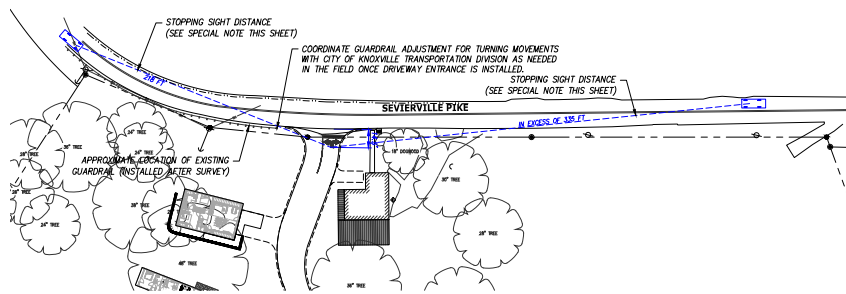 STOPPING SIGHT DISTANCE
(SEE SPECIAL NOTE THIS SHEET)
COORDINATE GUARDRAIL ADJUSTMENT FOR TURNING MOVEMENTS
WITH CITY OF KNOXVILLE TRANSPORTATION DIVISION AS NEEDED
IN THE FIELD ONCE DRIVEWAY ENTRANCE IS INSTALLED.
STOPPING SIGHT DISTANCE
(SEE SPECIAL NOTE THIS SHEET)
SEVIERVILLE PIKE
IN EXCESS OF 335 FT
24" TREE
36" TREE
24" TREE
APPROXIMATE LOCATION OF EXISTING
GUARDRAIL (INSTALLED AFTER SURVEY)
30" TREE
24" TREE